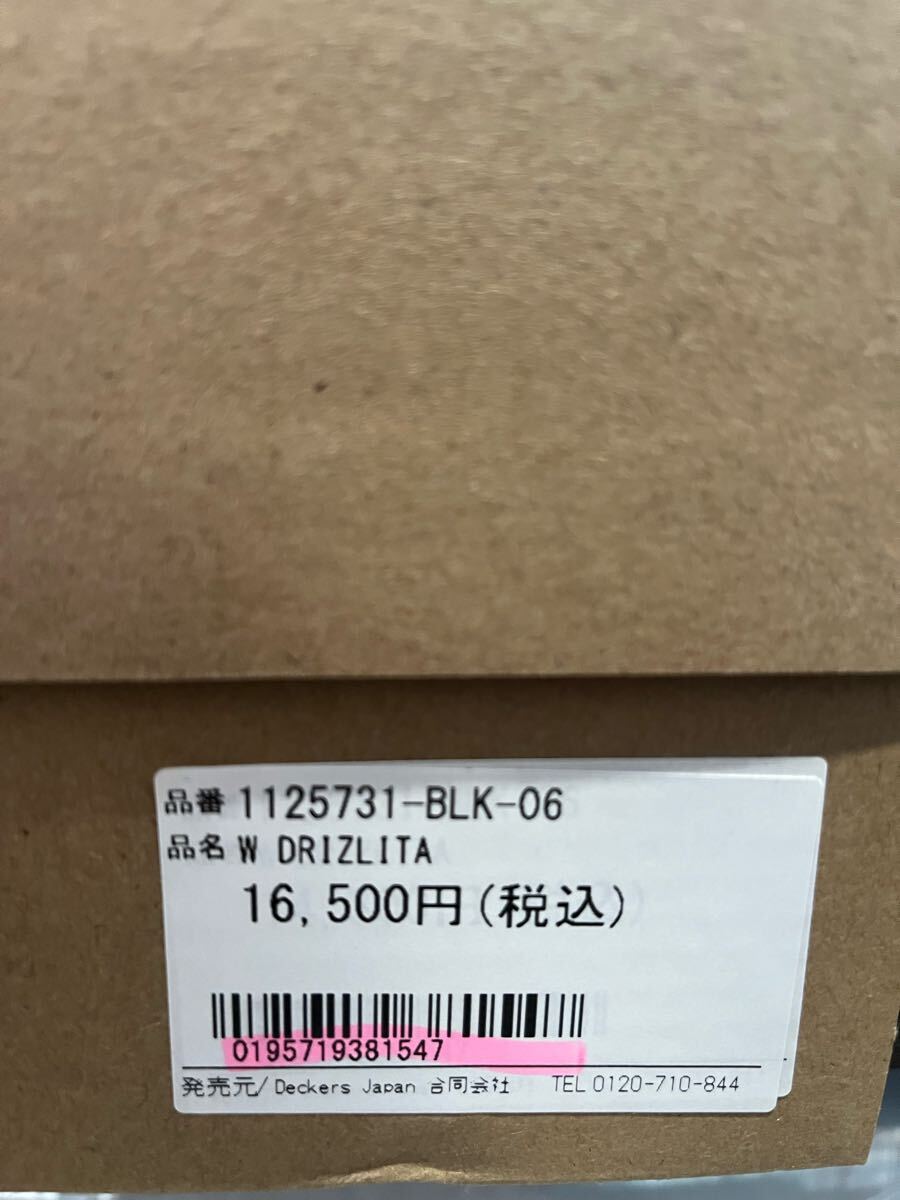 品番 1125731-BLK-06
品名 W DRIZLITA
16,500円(税込)
0195719381547
発売元/Deckers Japan 合同会社 TEL 0120-710-844